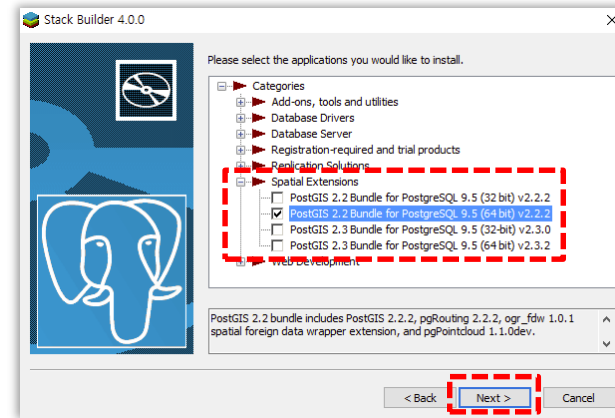 Stack Builder 4.0.0
Please select the applications you would like to install.
Categories
Add-ons, tools and utilities
Database Drivers
Database Server
Registration-required and trial products
Replication Solutions
Spatial Extensions
PostGIS 2.2 Bundle for PostgreSQL 9.5 (32 bit) v2.2.2
PostGIS 2.2 Bundle for PostgreSQL 9.5 (64 bit) v2.2.2
PostGIS 2.3 Bundle for PostgreSQL 9.5 (32-bit) v2.3.0
PostGIS 2.3 Bundle for PostgreSQL 9.5 (64 bit) v2.3.2
Web Development
PostGIS 2.2 bundle includes PostGIS 2.2.2, pgRouting 2.2.2, ogr_fdw 1.0.1
spatial foreign data wrapper extension, and pgPointcloud 1.1.0dev.
< Back Next > Cancel